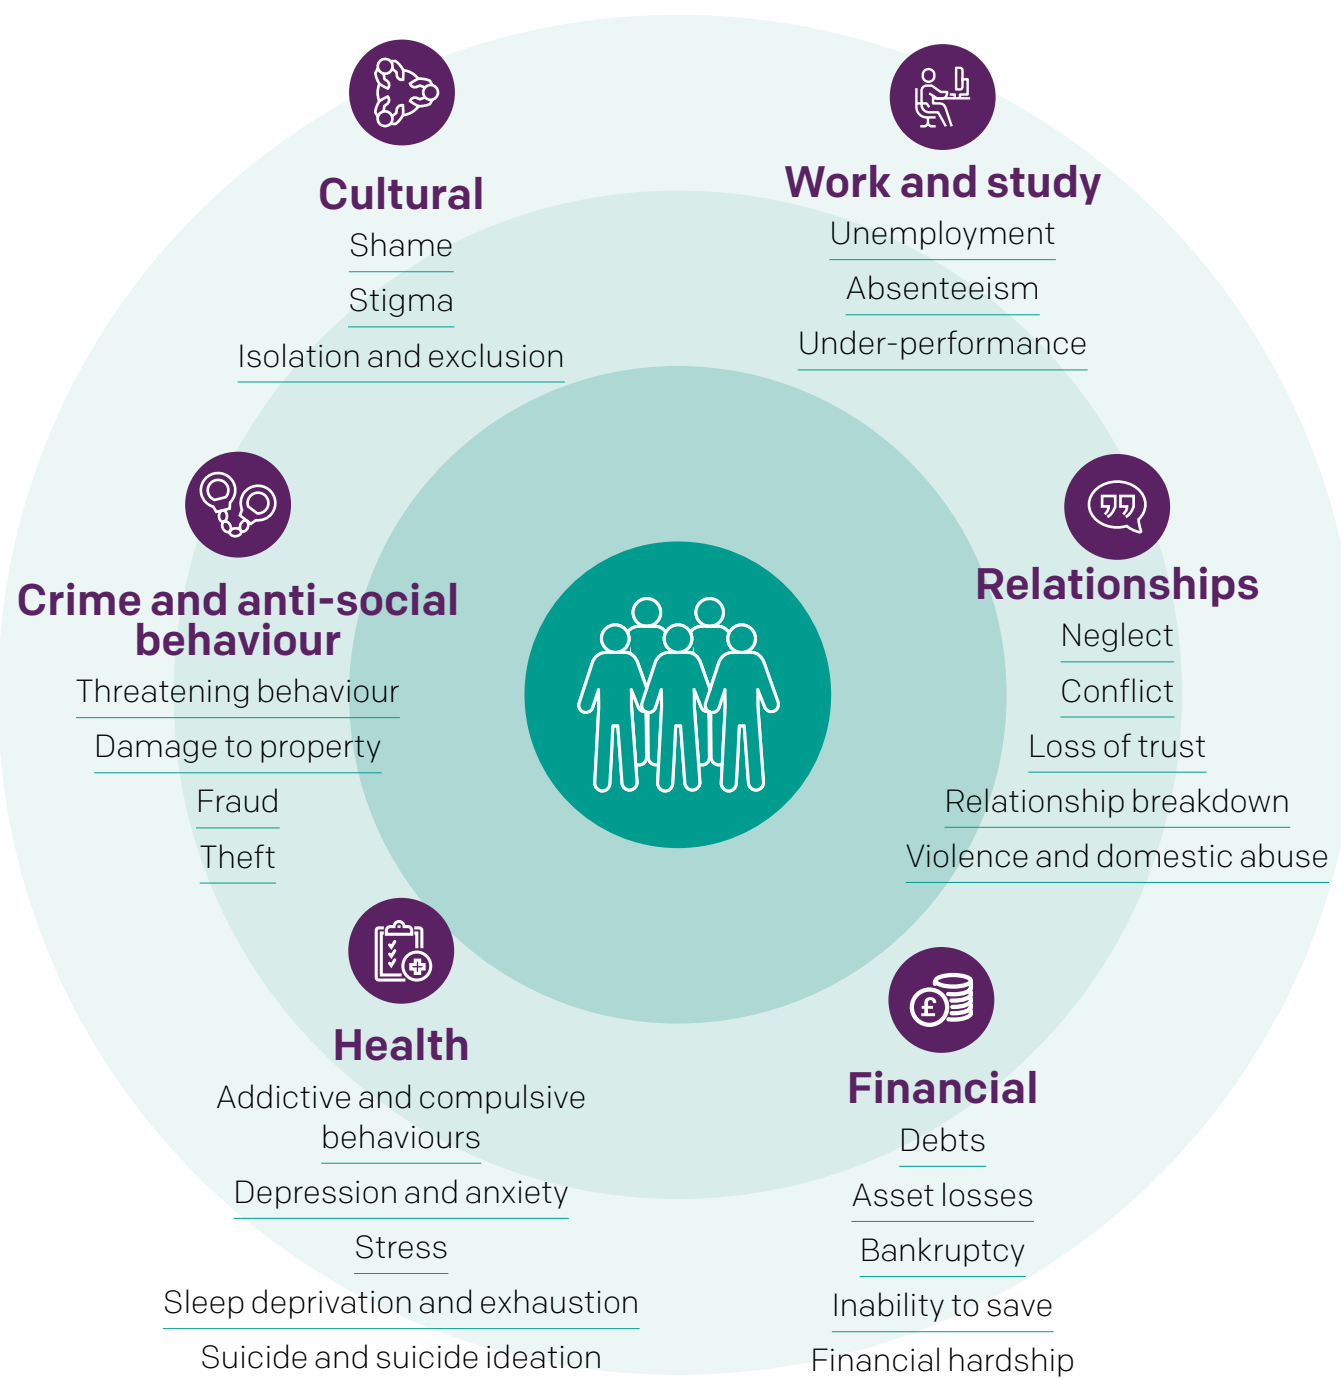 Cultural
Shame
Stigma
Isolation and exclusion
Work and study
Unemployment
Absenteeism
Under-performance
Crime and anti-social
behaviour
Threatening behaviour
Damage to property
Fraud
Theft
Relationships
Neglect
Conflict
Loss of trust
Relationship breakdown
Violence and domestic abuse
Health
Addictive and compulsive
behaviours
Depression and anxiety
Stress
Sleep deprivation and exhaustion
Suicide and suicide ideation
£
Financial
Debts
Asset losses
Bankruptcy
Inability to save
Financial hardship